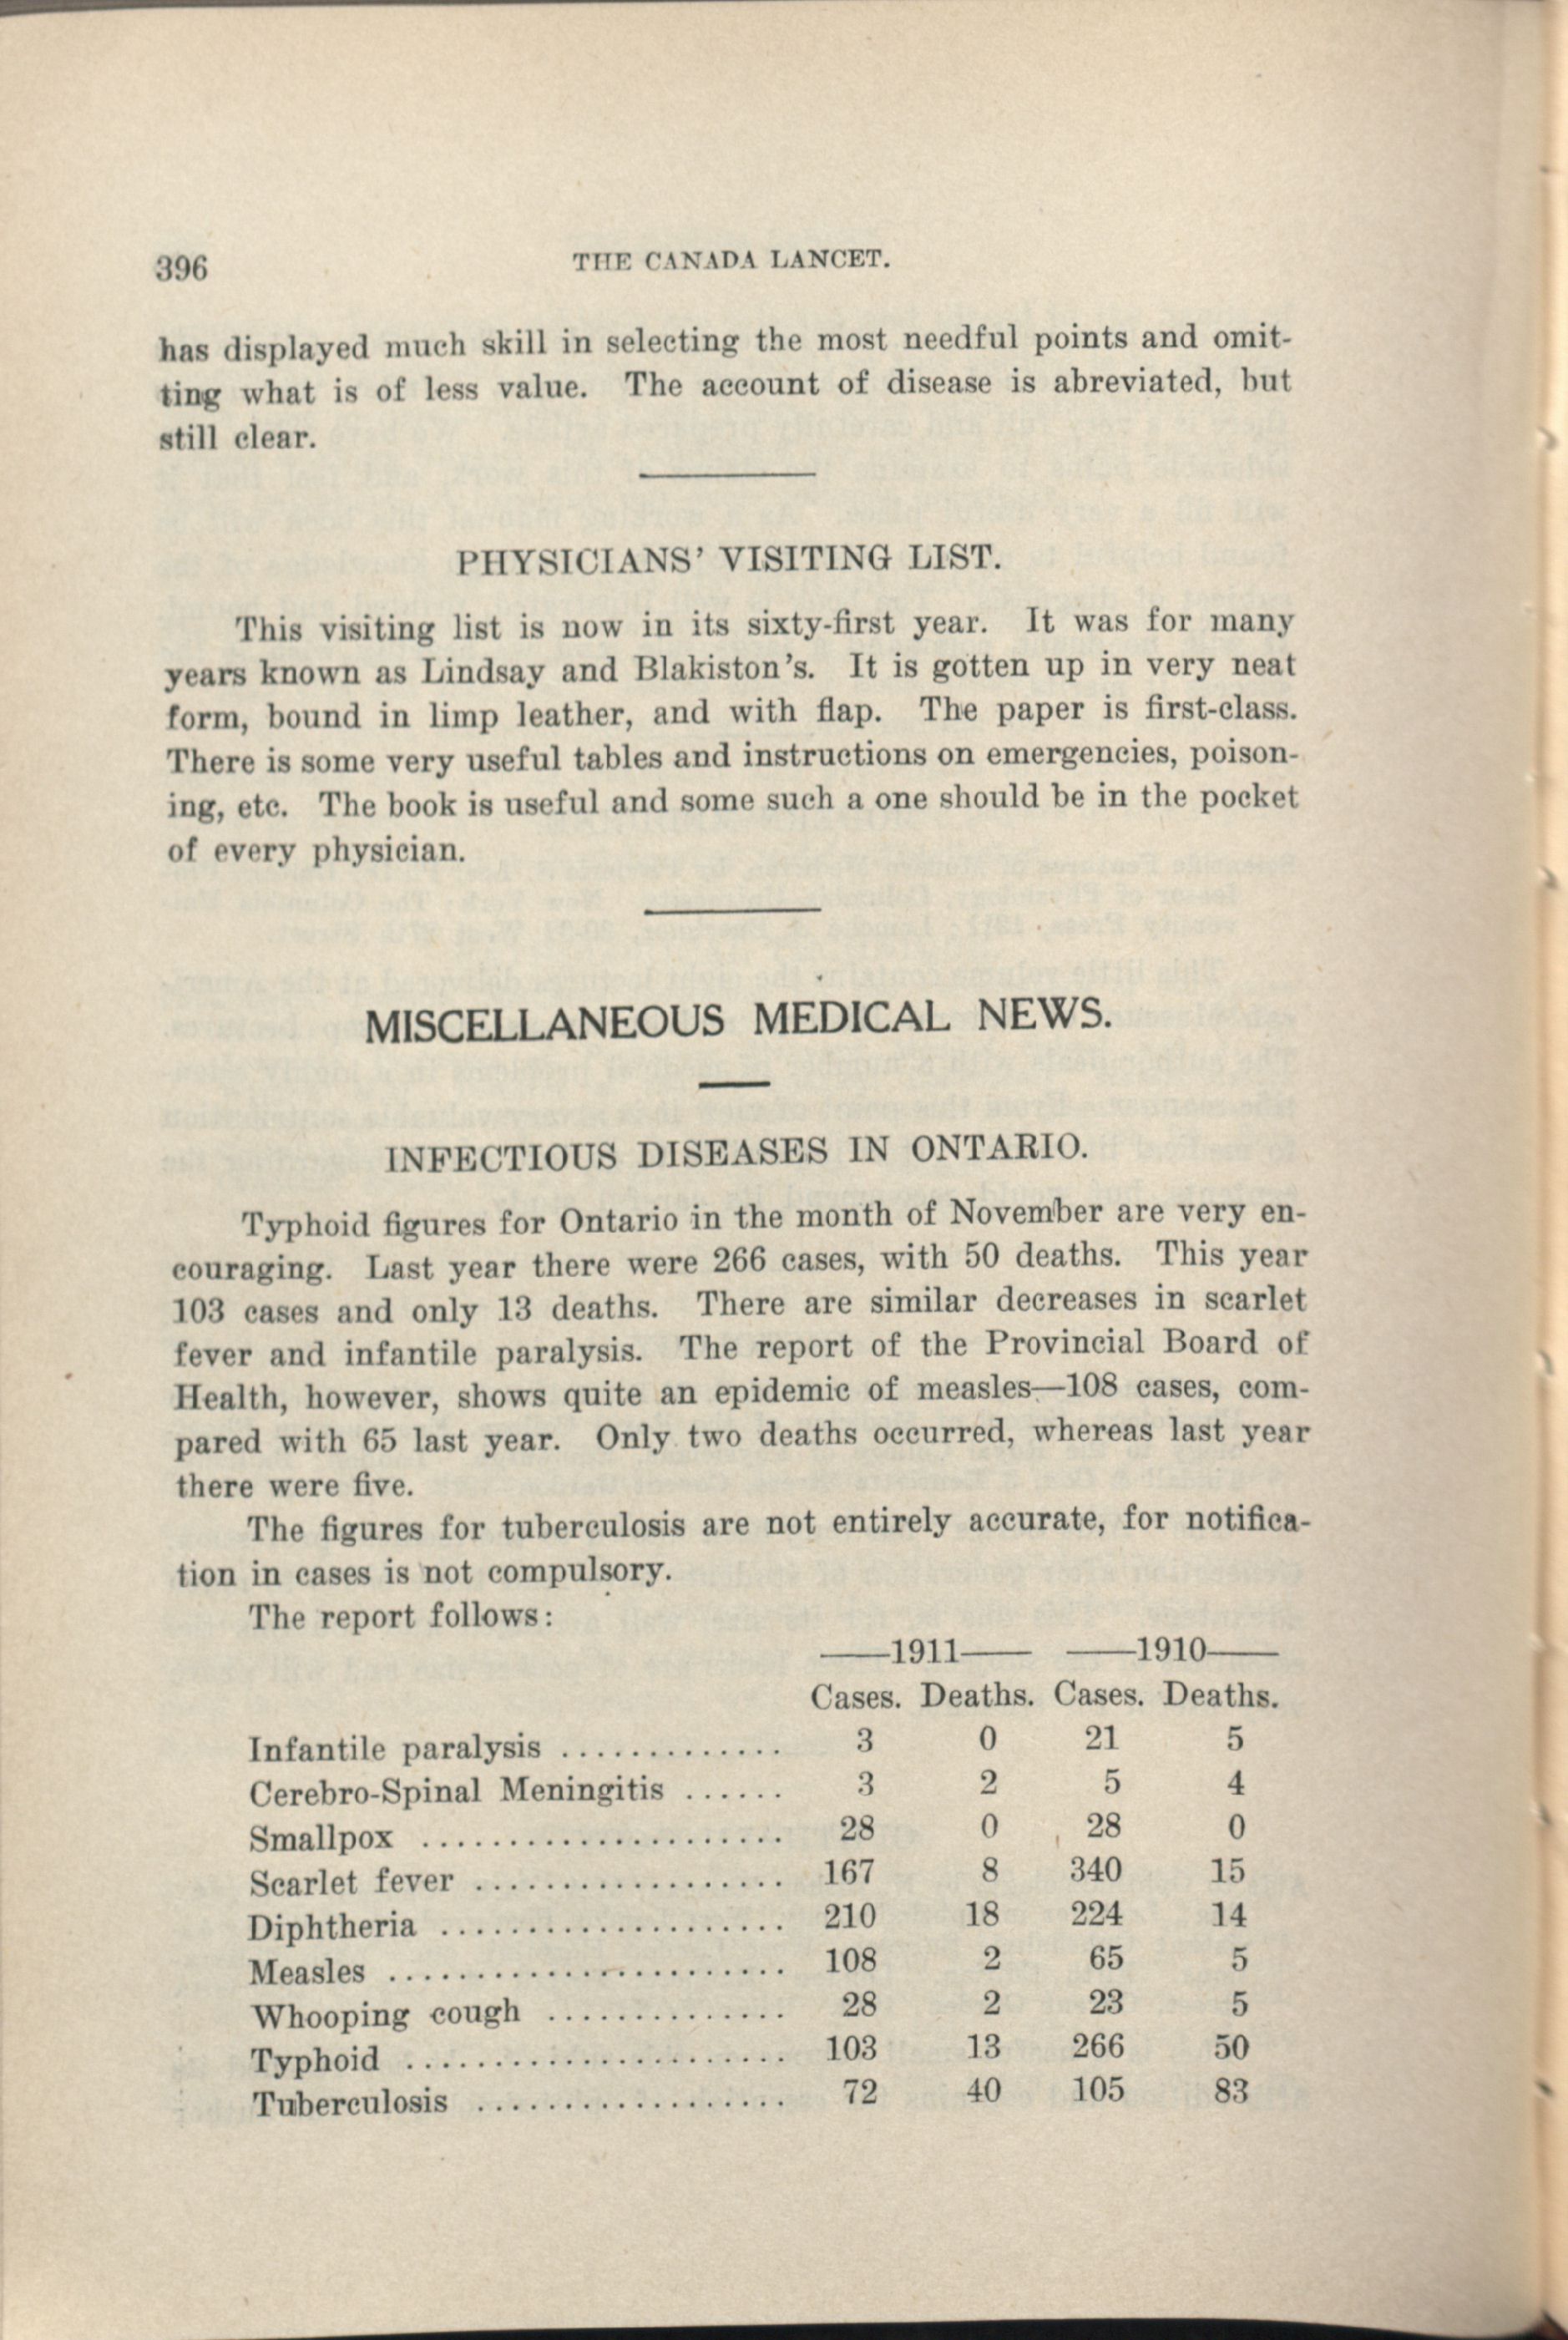 396
THE CANADA LANCET.
has displayed much skill in selecting the most needful points and omit-
ting what is of less value. The account of disease is abreviated, but
still clear.
PHYSICIANS' VISITING LIST.
This visiting list is now in its sixty-first year. It was for many
years known as Lindsay and Blakiston's. It is gotten up in very neat
form, bound in limp leather, and with flap. The paper is first-class.
There is some very useful tables and instructions on emergencies, poison-
ing, etc. The book is useful and some such a one should be in the pocket
of every physician.
MISCELLANEOUS MEDICAL NEWS.
INFECTIOUS DISEASES IN ONTARIO.
Typhoid figures for Ontario in the month of November are very en-
couraging. Last year there were 266 cases, with 50 deaths. This year
103 cases and only 13 deaths. There are similar decreases in scarlet
fever and infantile paralysis. The report of the Provincial Board of
Health, however, shows quite an epidemic of measles—108 cases, com-
pared with 65 last year. Only two deaths occurred, whereas last year
there were five.
The figures for tuberculosis are not entirely accurate, for notifica-
tion in cases is not compulsory.
The report follows:
——1911—— ——1910——
Cases. Deaths. Cases. Deaths.
Infantile paralysis ............. 3 0 21 5
Cerebro-Spinal Meningitis ...... 3 2 5 4
Smallpox ..................... 28 0 28 0
Scarlet fever .................. 167 8 340 15
Diphtheria .................... 210 18 224 14
Measles ....................... 108 2 65 5
Whooping cough .............. 28 2 23 5
Typhoid ...................... 103 13 266 50
Tuberculosis .................. 72 40 105 83